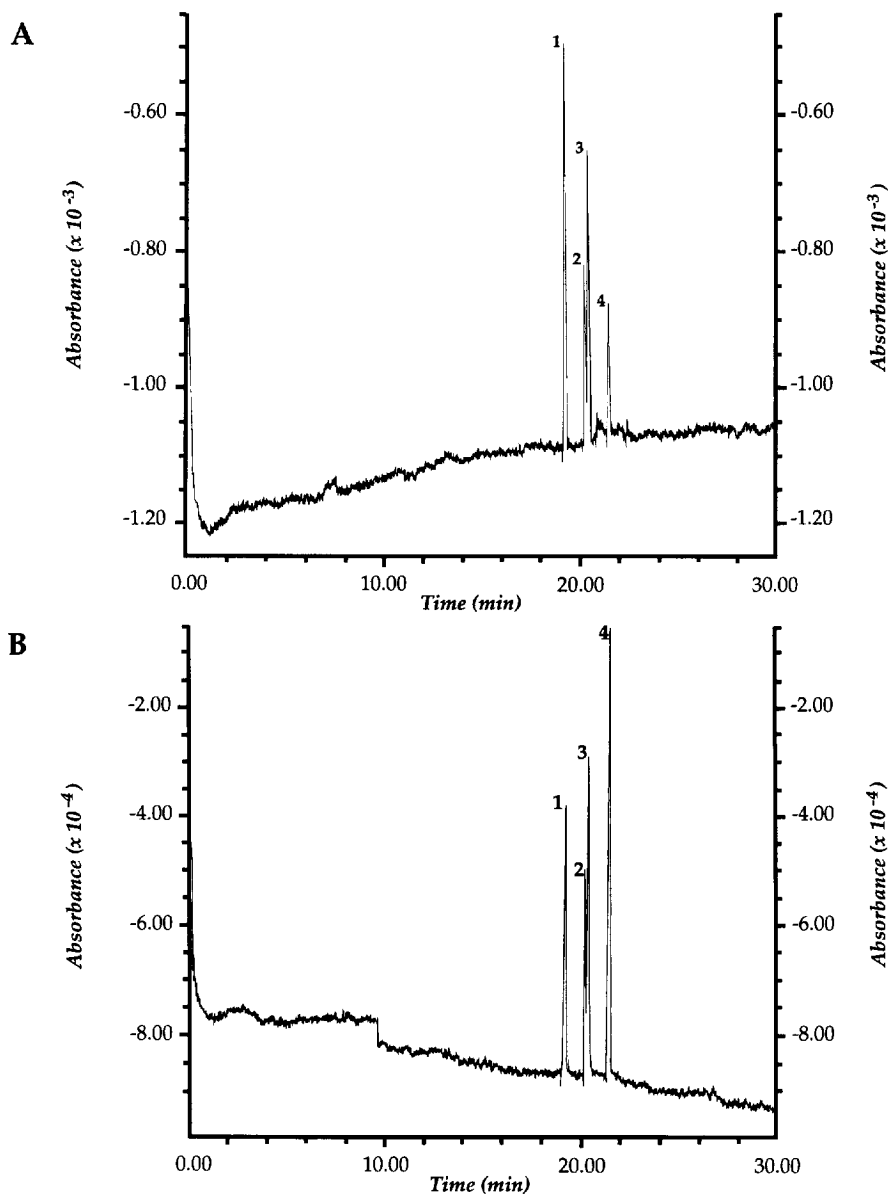 A
Absorbance (x 10 -3)
-0.60
-0.80
-1.00
-1.20
1
2
3
4
-0.60
-0.80
-1.00
-1.20
Absorbance (x 10 -3)
0.00 10.00 20.00 30.00
Time (min)
B
Absorbance (x 10 -4)
-2.00
-4.00
-6.00
-8.00
1
2
3
4
-2.00
-4.00
-6.00
-8.00
Absorbance (x 10 -4)
0.00 10.00 20.00 30.00
Time (min)